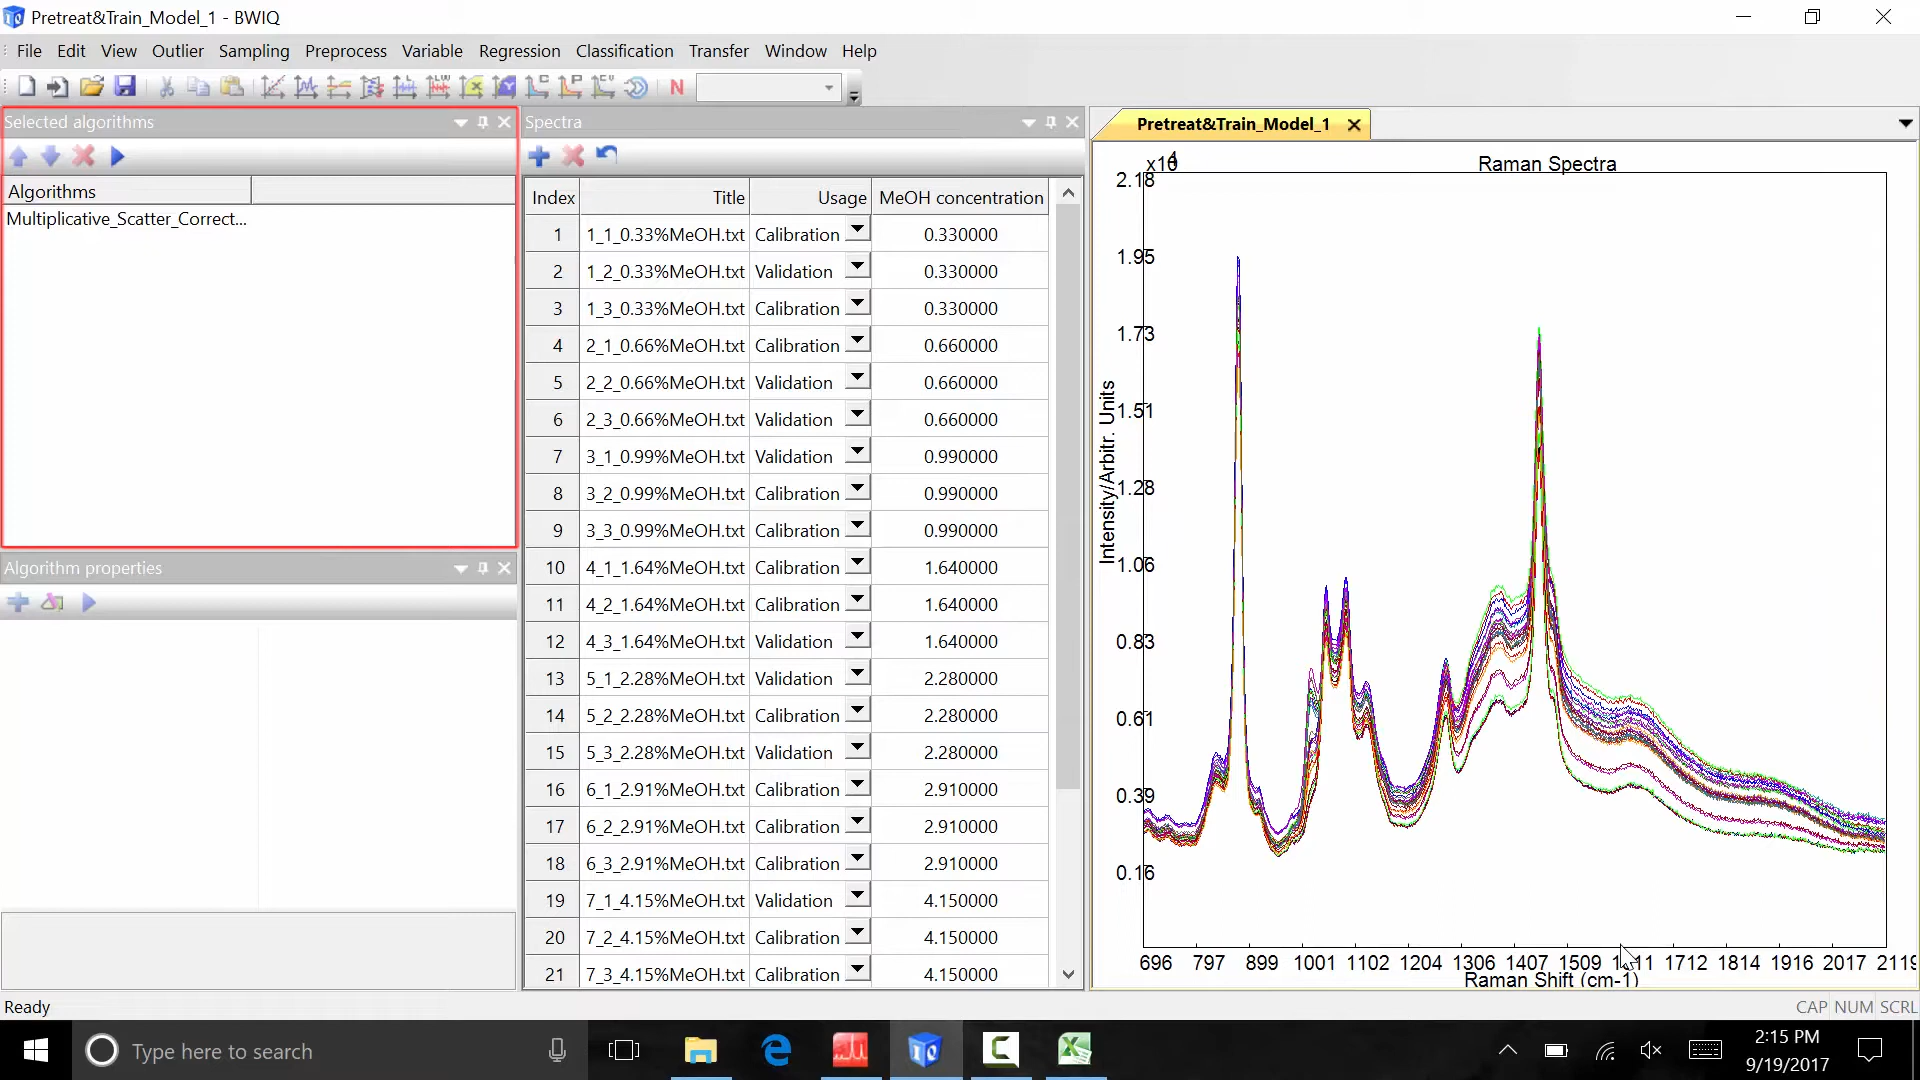 Pretreat&Train_Model_1 - BWIQ
File Edit View Outlier Sampling Preprocess Variable Regression Classification Transfer Window Help
N
Selected algorithms
Algorithms
Multiplicative_Scatter_Correct...
Algorithm properties
Spectra
Index Title Usage MeOH concentration
1 1_1_0.33%MeOH.txt Calibration 0.330000
2 1_2_0.33%MeOH.txt Validation 0.330000
3 1_3_0.33%MeOH.txt Calibration 0.330000
4 2_1_0.66%MeOH.txt Calibration 0.660000
5 2_2_0.66%MeOH.txt Validation 0.660000
6 2_3_0.66%MeOH.txt Validation 0.660000
7 3_1_0.99%MeOH.txt Validation 0.990000
8 3_2_0.99%MeOH.txt Calibration 0.990000
9 3_3_0.99%MeOH.txt Calibration 0.990000
10 4_1_1.64%MeOH.txt Calibration 1.640000
11 4_2_1.64%MeOH.txt Calibration 1.640000
12 4_3_1.64%MeOH.txt Validation 1.640000
13 5_1_2.28%MeOH.txt Validation 2.280000
14 5_2_2.28%MeOH.txt Calibration 2.280000
15 5_3_2.28%MeOH.txt Validation 2.280000
16 6_1_2.91%MeOH.txt Calibration 2.910000
17 6_2_2.91%MeOH.txt Calibration 2.910000
18 6_3_2.91%MeOH.txt Calibration 2.910000
19 7_1_4.15%MeOH.txt Validation 4.150000
20 7_2_4.15%MeOH.txt Calibration 4.150000
21 7_3_4.15%MeOH.txt Calibration 4.150000
Pretreat&Train_Model_1
Raman Spectra
2.18
1.95
1.73
1.51
1.28
1.06
0.83
0.61
0.39
0.16
Intensity/Arbitr. Units
696 797 899 1001 1102 1204 1306 1407 1509 1712 1814 1916 2017 2119
Raman Shift (cm-1)
Ready
CAP NUM SCRL
Type here to search
2:15 PM
9/19/2017